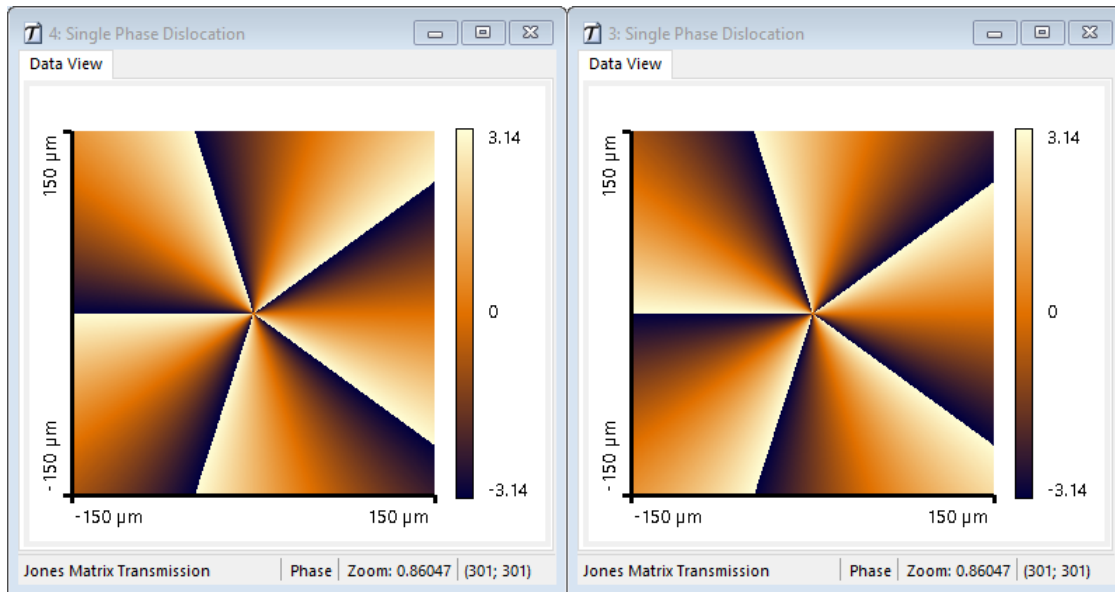 4: Single Phase Dislocation
Data View
150 µm
-150 µm
-150 µm
150 µm
3.14
0
-3.14
Jones Matrix Transmission
Phase
Zoom: 0.86047
(301; 301)
3: Single Phase Dislocation
Data View
150 µm
-150 µm
-150 µm
150 µm
3.14
0
-3.14
Jones Matrix Transmission
Phase
Zoom: 0.86047
(301; 301)